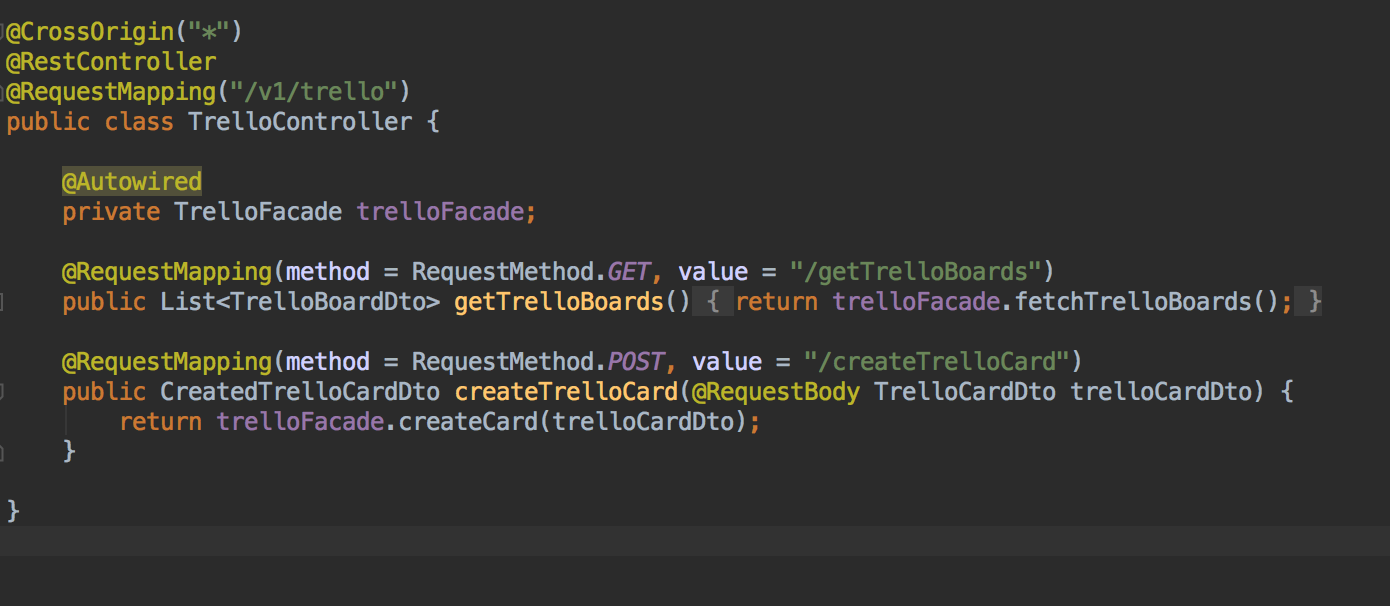 @CrossOrigin("*")
@RestController
@RequestMapping("/v1/trello")
public class TrelloController {
@Autowired
private TrelloFacade trelloFacade;
@RequestMapping(method = RequestMethod.GET, value = "/getTrelloBoards")
public List<TrelloBoardDto> getTrelloBoards() { return trelloFacade.fetchTrelloBoards(); }
@RequestMapping(method = RequestMethod.POST, value = "/createTrelloCard")
public CreatedTrelloCardDto createTrelloCard(@RequestBody TrelloCardDto trelloCardDto) {
return trelloFacade.createCard(trelloCardDto);
}
}